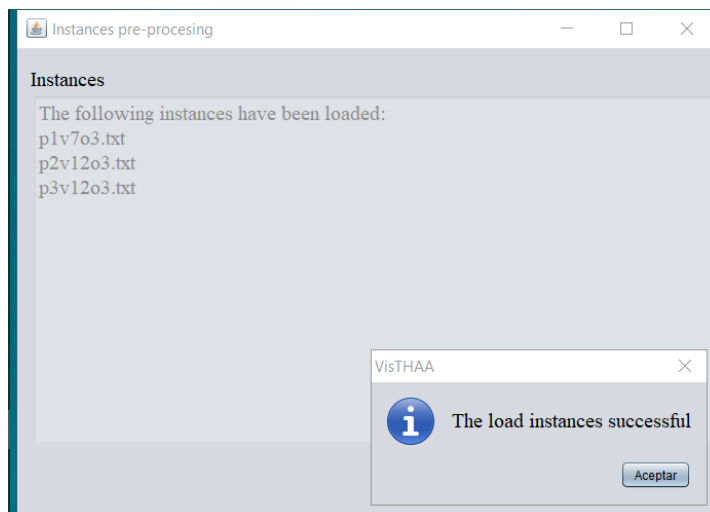 Instances pre-procesing
Instances
The following instances have been loaded:
p1v7o3.txt
p2v12o3.txt
p3v12o3.txt
VisTHAA
The load instances successful
Aceptar